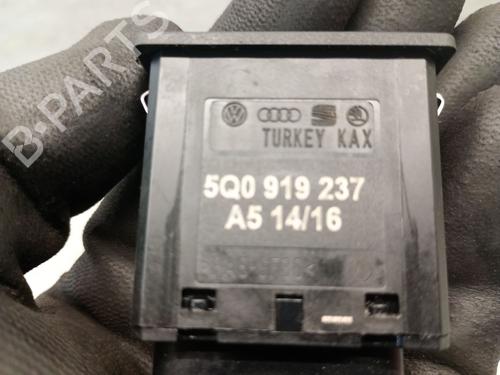 B-PARTS
TURKEY KAX
5Q0 919 237
A5 14/16